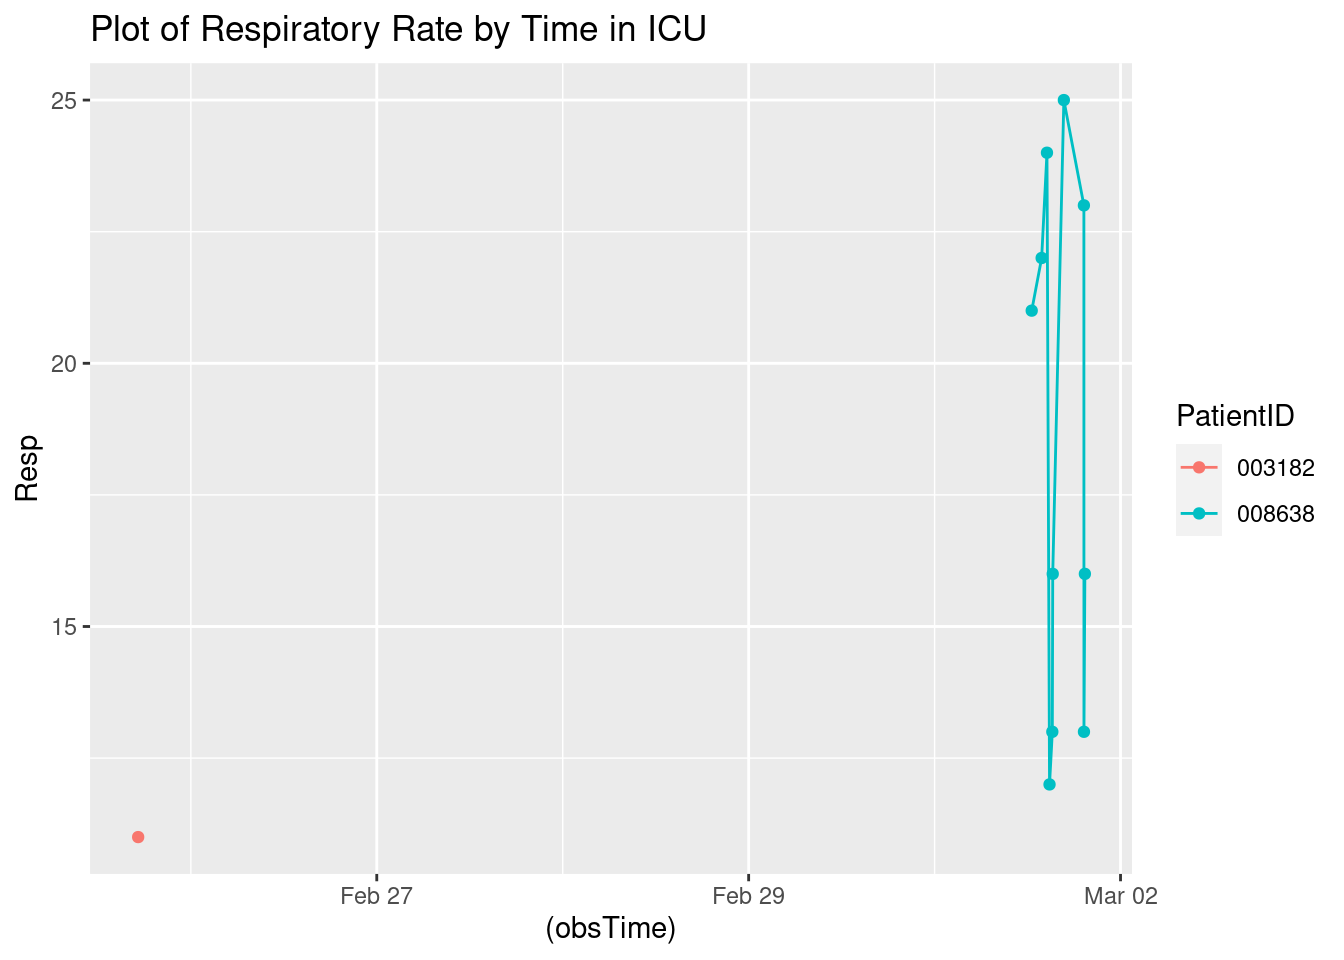 Plot of Respiratory Rate by Time in ICU
25
20
15
Resp
Feb 27
Feb 29
Mar 02
(obsTime)
PatientID
003182
008638